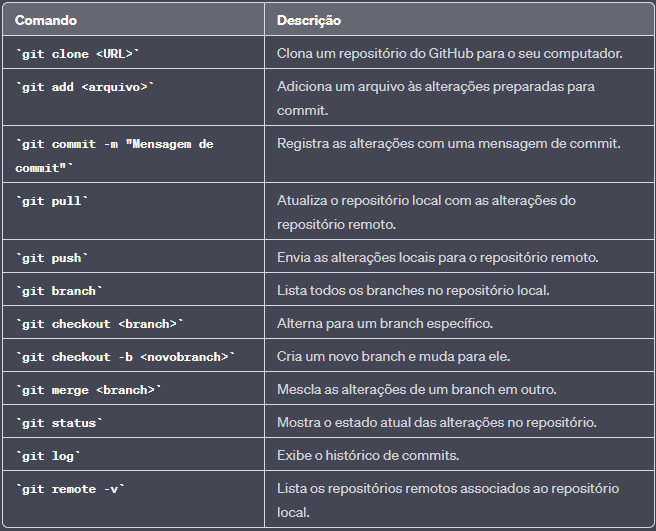 Comando Descrição
`git clone <URL>` Clona um repositório do GitHub para o seu computador.
`git add <arquivo>` Adiciona um arquivo às alterações preparadas para
commit.
`git commit -m "Mensagem de Registra as alterações com uma mensagem de commit.
commit"`
`git pull` Atualiza o repositório local com as alterações do
repositório remoto.
`git push` Envia as alterações locais para o repositório remoto.
`git branch` Lista todos os branches no repositório local.
`git checkout <branch>` Alterna para um branch específico.
`git checkout -b <novobranch>` Cria um novo branch e muda para ele.
`git merge <branch>` Mescla as alterações de um branch em outro.
`git status` Mostra o estado atual das alterações no repositório.
`git log` Exibe o histórico de commits.
`git remote -v` Lista os repositórios remotos associados ao repositório
local.